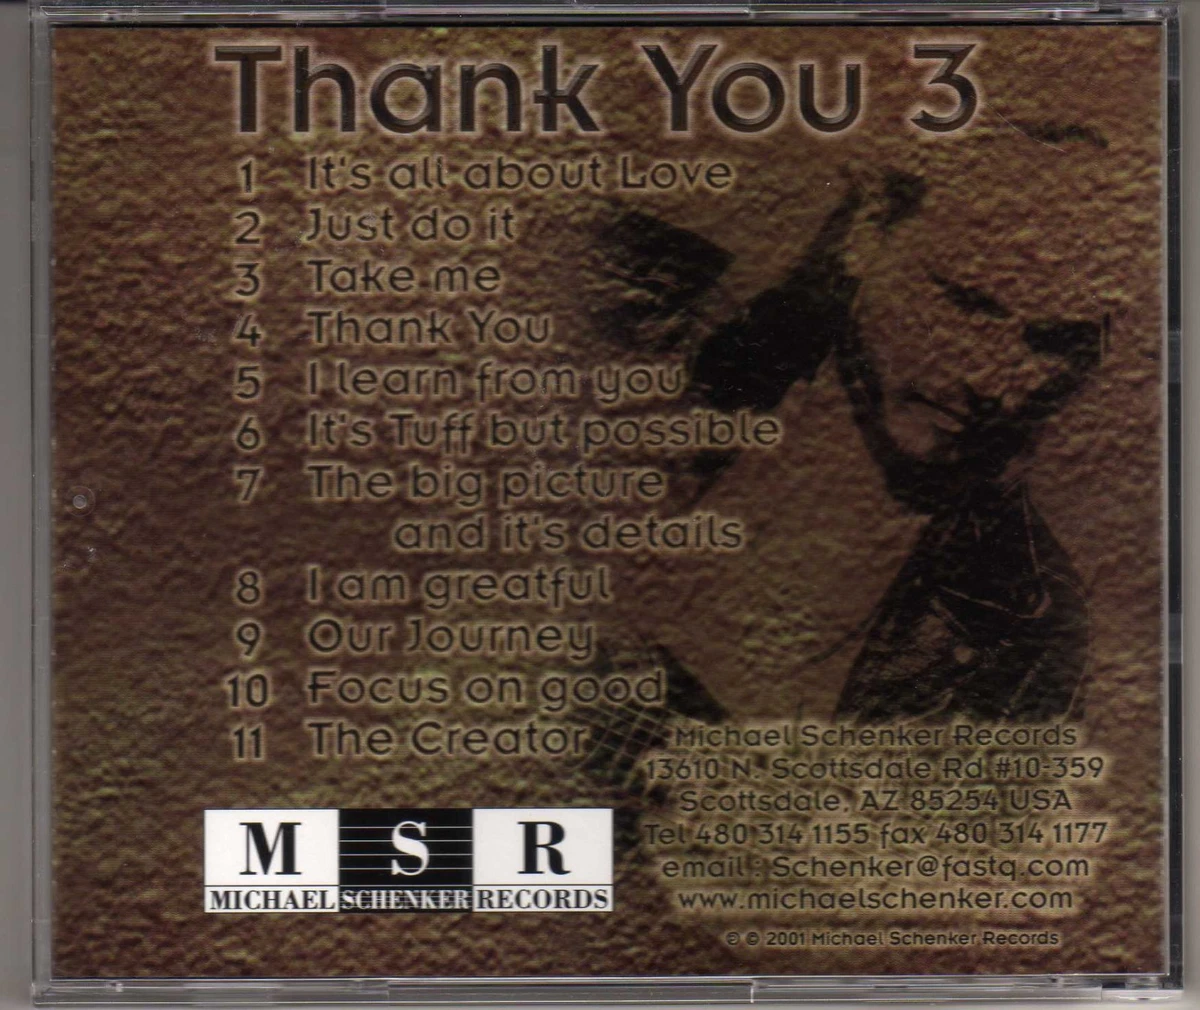 Thank You 3
1 It's all about Love
2 Just do it
3 Take me
4 Thank You
5 I learn from you
6 It's Tuff but possible
7 The big picture
and it's details
8 I am greatful
9 Our Journey
10 Focus on good
11 The Creator
Michael Schenker Records
13610 N. Scottsdale Rd #10-359
Scottsdale, AZ 85254 USA
Tel 480 314 1155 fax 480 314 1177
email : Schenker@fastq.com
www.michaelschenker.com
℗ © 2001 Michael Schenker Records
M S R
MICHAEL SCHENKER RECORDS